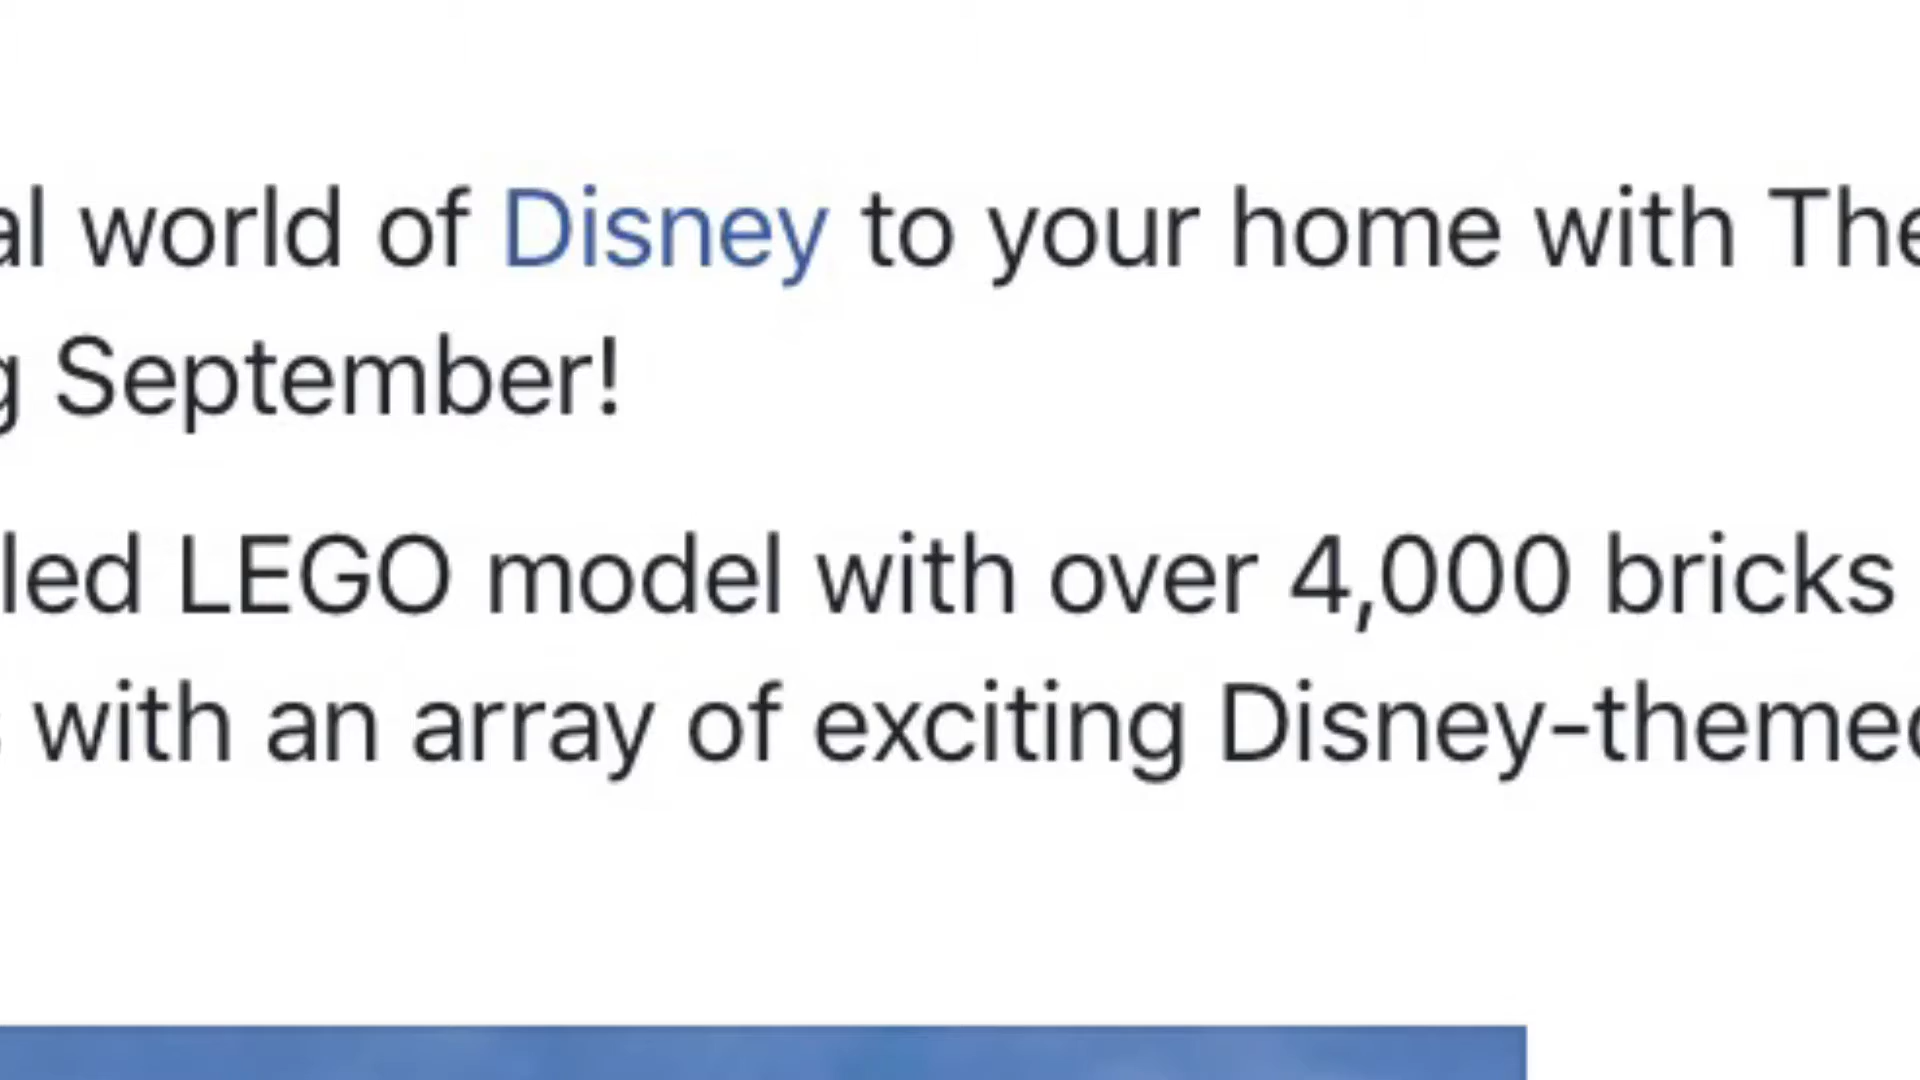 al world of Disney to your home with The
g September!
led LEGO model with over 4,000 bricks
with an array of exciting Disney-themed